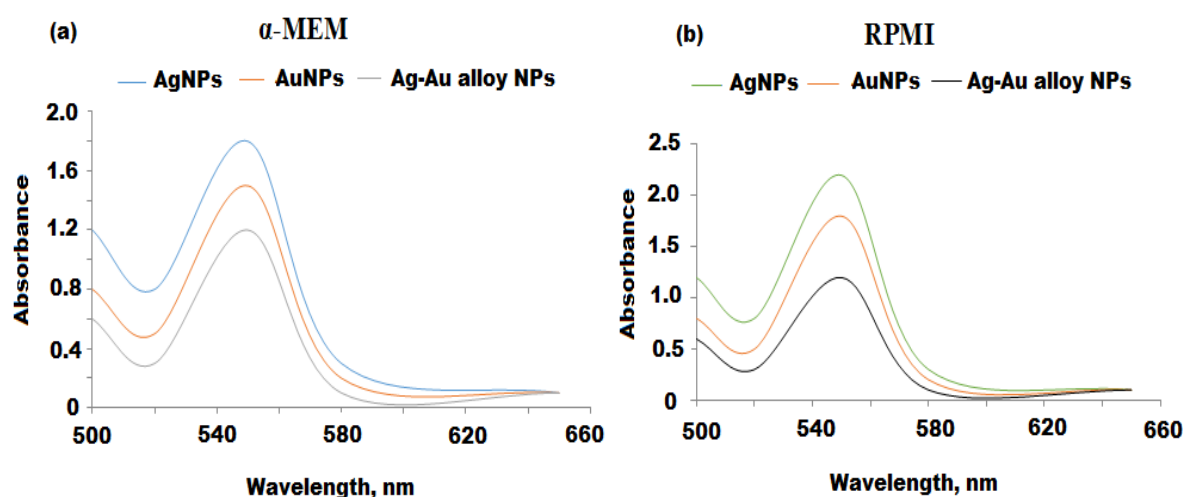 (a) α-MEM
AgNPs AuNPs Ag-Au alloy NPs
2.0
1.6
1.2
0.8
0.4
0
Absorbance
500 540 580 620 660
Wavelength, nm
(b) RPMI
AgNPs AuNPs Ag-Au alloy NPs
2.5
2.0
1.5
1.0
0.5
0
Absorbance
500 540 580 620 660
Wavelength, nm